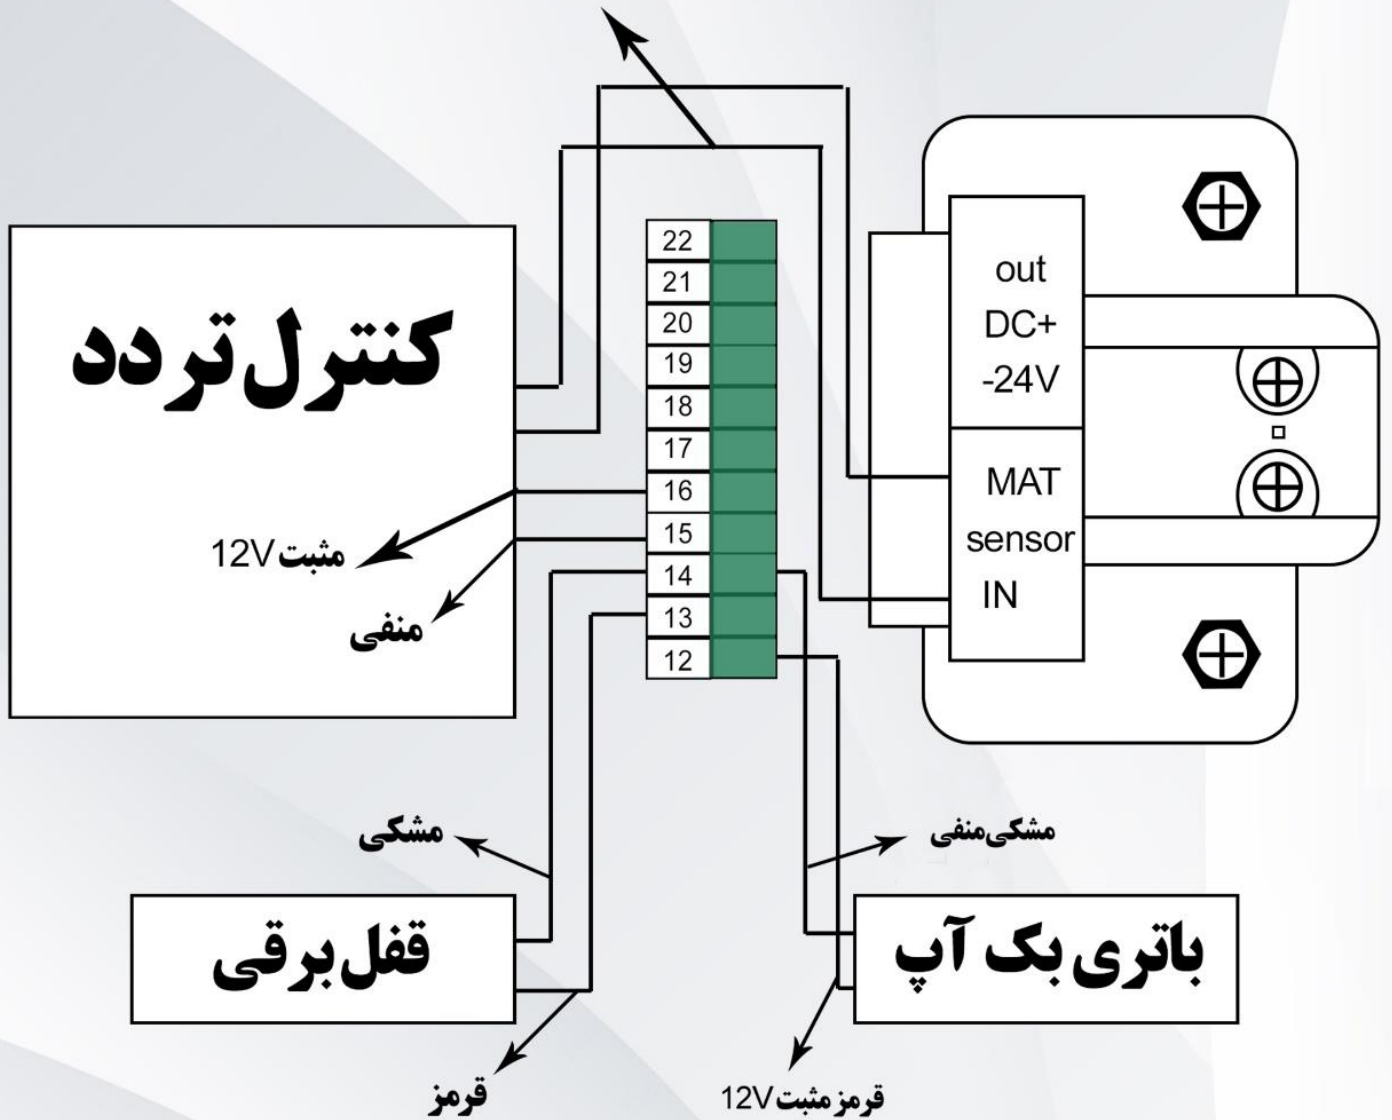 22
21
20
19
18
17
16
15
14
13
12
out
DC+
-24V
MAT
sensor
IN
کنترل تردد
مثبت 12V
منفی
مشکی
قفل برقی
قرمز
مشکی منفی
باتری بک آپ
قرمز مثبت 12V